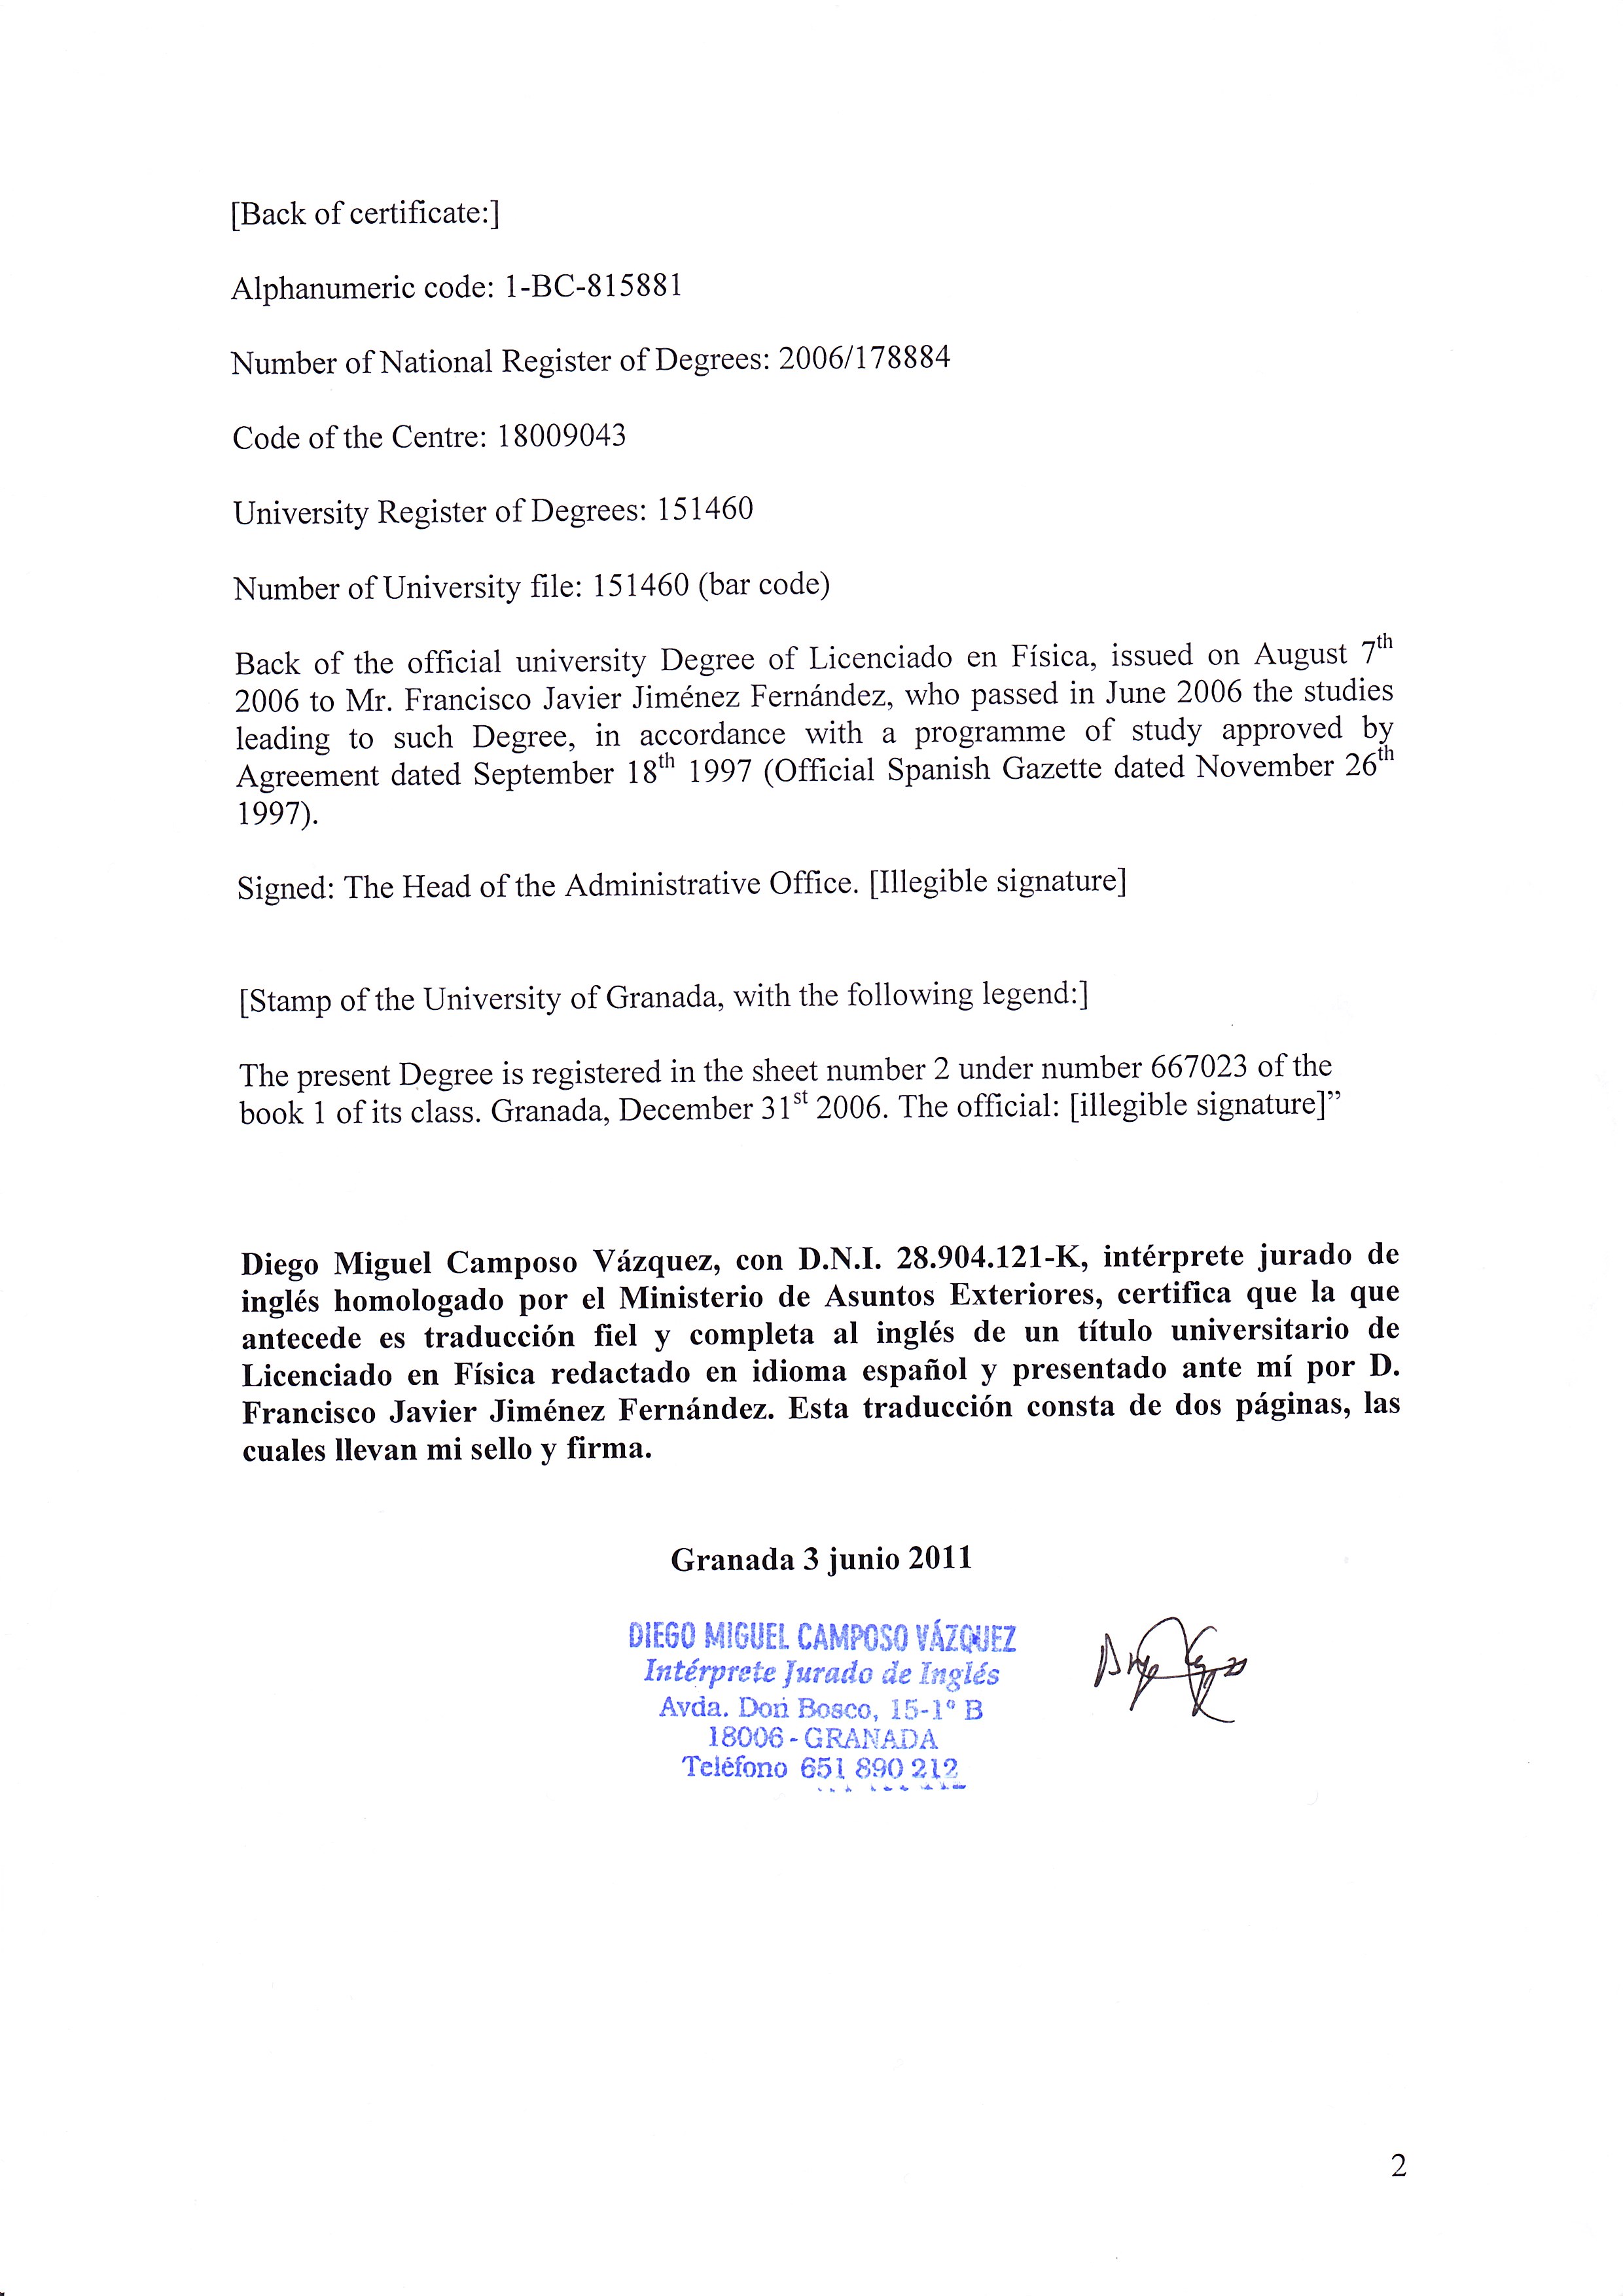 [Back of certificate:]
Alphanumeric code: 1-BC-815881
Number of National Register of Degrees: 2006/178884
Code of the Centre: 18009043
University Register of Degrees: 151460
Number of University file: 151460 (bar code)
Back of the official university Degree of Licenciado en Física, issued on August 7th
2006 to Mr. Francisco Javier Jiménez Fernández, who passed in June 2006 the studies
leading to such Degree, in accordance with a programme of study approved by
Agreement dated September 18th 1997 (Official Spanish Gazette dated November 26th
1997).
Signed: The Head of the Administrative Office. [Illegible signature]
[Stamp of the University of Granada, with the following legend:]
The present Degree is registered in the sheet number 2 under number 667023 of the
book 1 of its class. Granada, December 31st 2006. The official: [illegible signature]”
Diego Miguel Camposo Vázquez, con D.N.I. 28.904.121-K, intérprete jurado de
inglés homologado por el Ministerio de Asuntos Exteriores, certifica que la que
antecede es traducción fiel y completa al inglés de un título universitario de
Licenciado en Física redactado en idioma español y presentado ante mí por D.
Francisco Javier Jiménez Fernández. Esta traducción consta de dos páginas, las
cuales llevan mi sello y firma.
Granada 3 junio 2011
DIEGO MIGUEL CAMPOSO VÁZQUEZ
Intérprete Jurado de Inglés
Avda. Don Bosco, 15-1º B
18006 - GRANADA
Teléfono 651 890 212
2